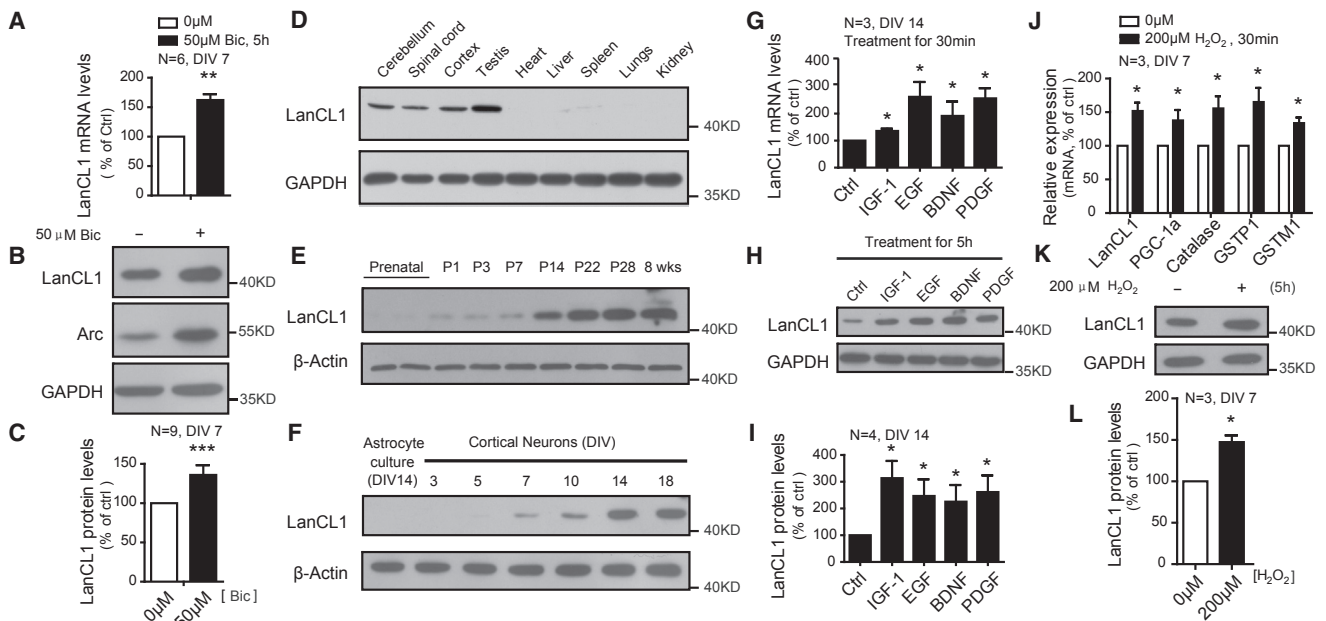 A
0μM
50μM Bic, 5h
N=6, DIV 7
**
LanCL1 mRNA levels
( % of Ctrl )
200
150
100
50
0
B
50 μM Bic
– +
LanCL1
40KD
Arc
55KD
GAPDH
35KD
C
N=9, DIV 7
***
LanCL1 protein levels
( % of ctrl )
150
100
50
0
0μM
50μM
[ Bic ]
D
Cerebellum
Spinal cord
Cortex
Testis
Heart
Liver
Spleen
Lungs
Kidney
LanCL1
40KD
GAPDH
35KD
E
Prenatal P1 P3 P7 P14 P22 P28 8 wks
LanCL1
40KD
β-Actin
40KD
F
Astrocyte
culture
(DIV14)
Cortical Neurons (DIV)
3 5 7 10 14 18
LanCL1
40KD
β-Actin
40KD
G
N=3, DIV 14
Treatment for 30min
LanCL1 mRNA levels
(% of ctrl)
400
300
200
100
0
* * * *
Ctrl
IGF-1
EGF
BDNF
PDGF
H
Treatment for 5h
Ctrl
IGF-1
EGF
BDNF
PDGF
LanCL1
40KD
GAPDH
35KD
I
N=4, DIV 14
LanCL1 protein levels
( % of ctrl )
400
300
200
100
0
* * * *
Ctrl
IGF-1
EGF
BDNF
PDGF
J
0μM
200μM H₂O₂ , 30min
N=3, DIV 7
Relative expression
(mRNA, % of ctrl)
200
150
100
50
0
* * * * *
LanCL1
PGC-1a
Catalase
GSTP1
GSTM1
K
200 μM H₂O₂
– + (5h)
LanCL1
40KD
GAPDH
35KD
L
N=3, DIV 7
*
LanCL1 protein levels
( % of ctrl )
200
150
100
50
0
0μM
200μM
[H₂O₂]